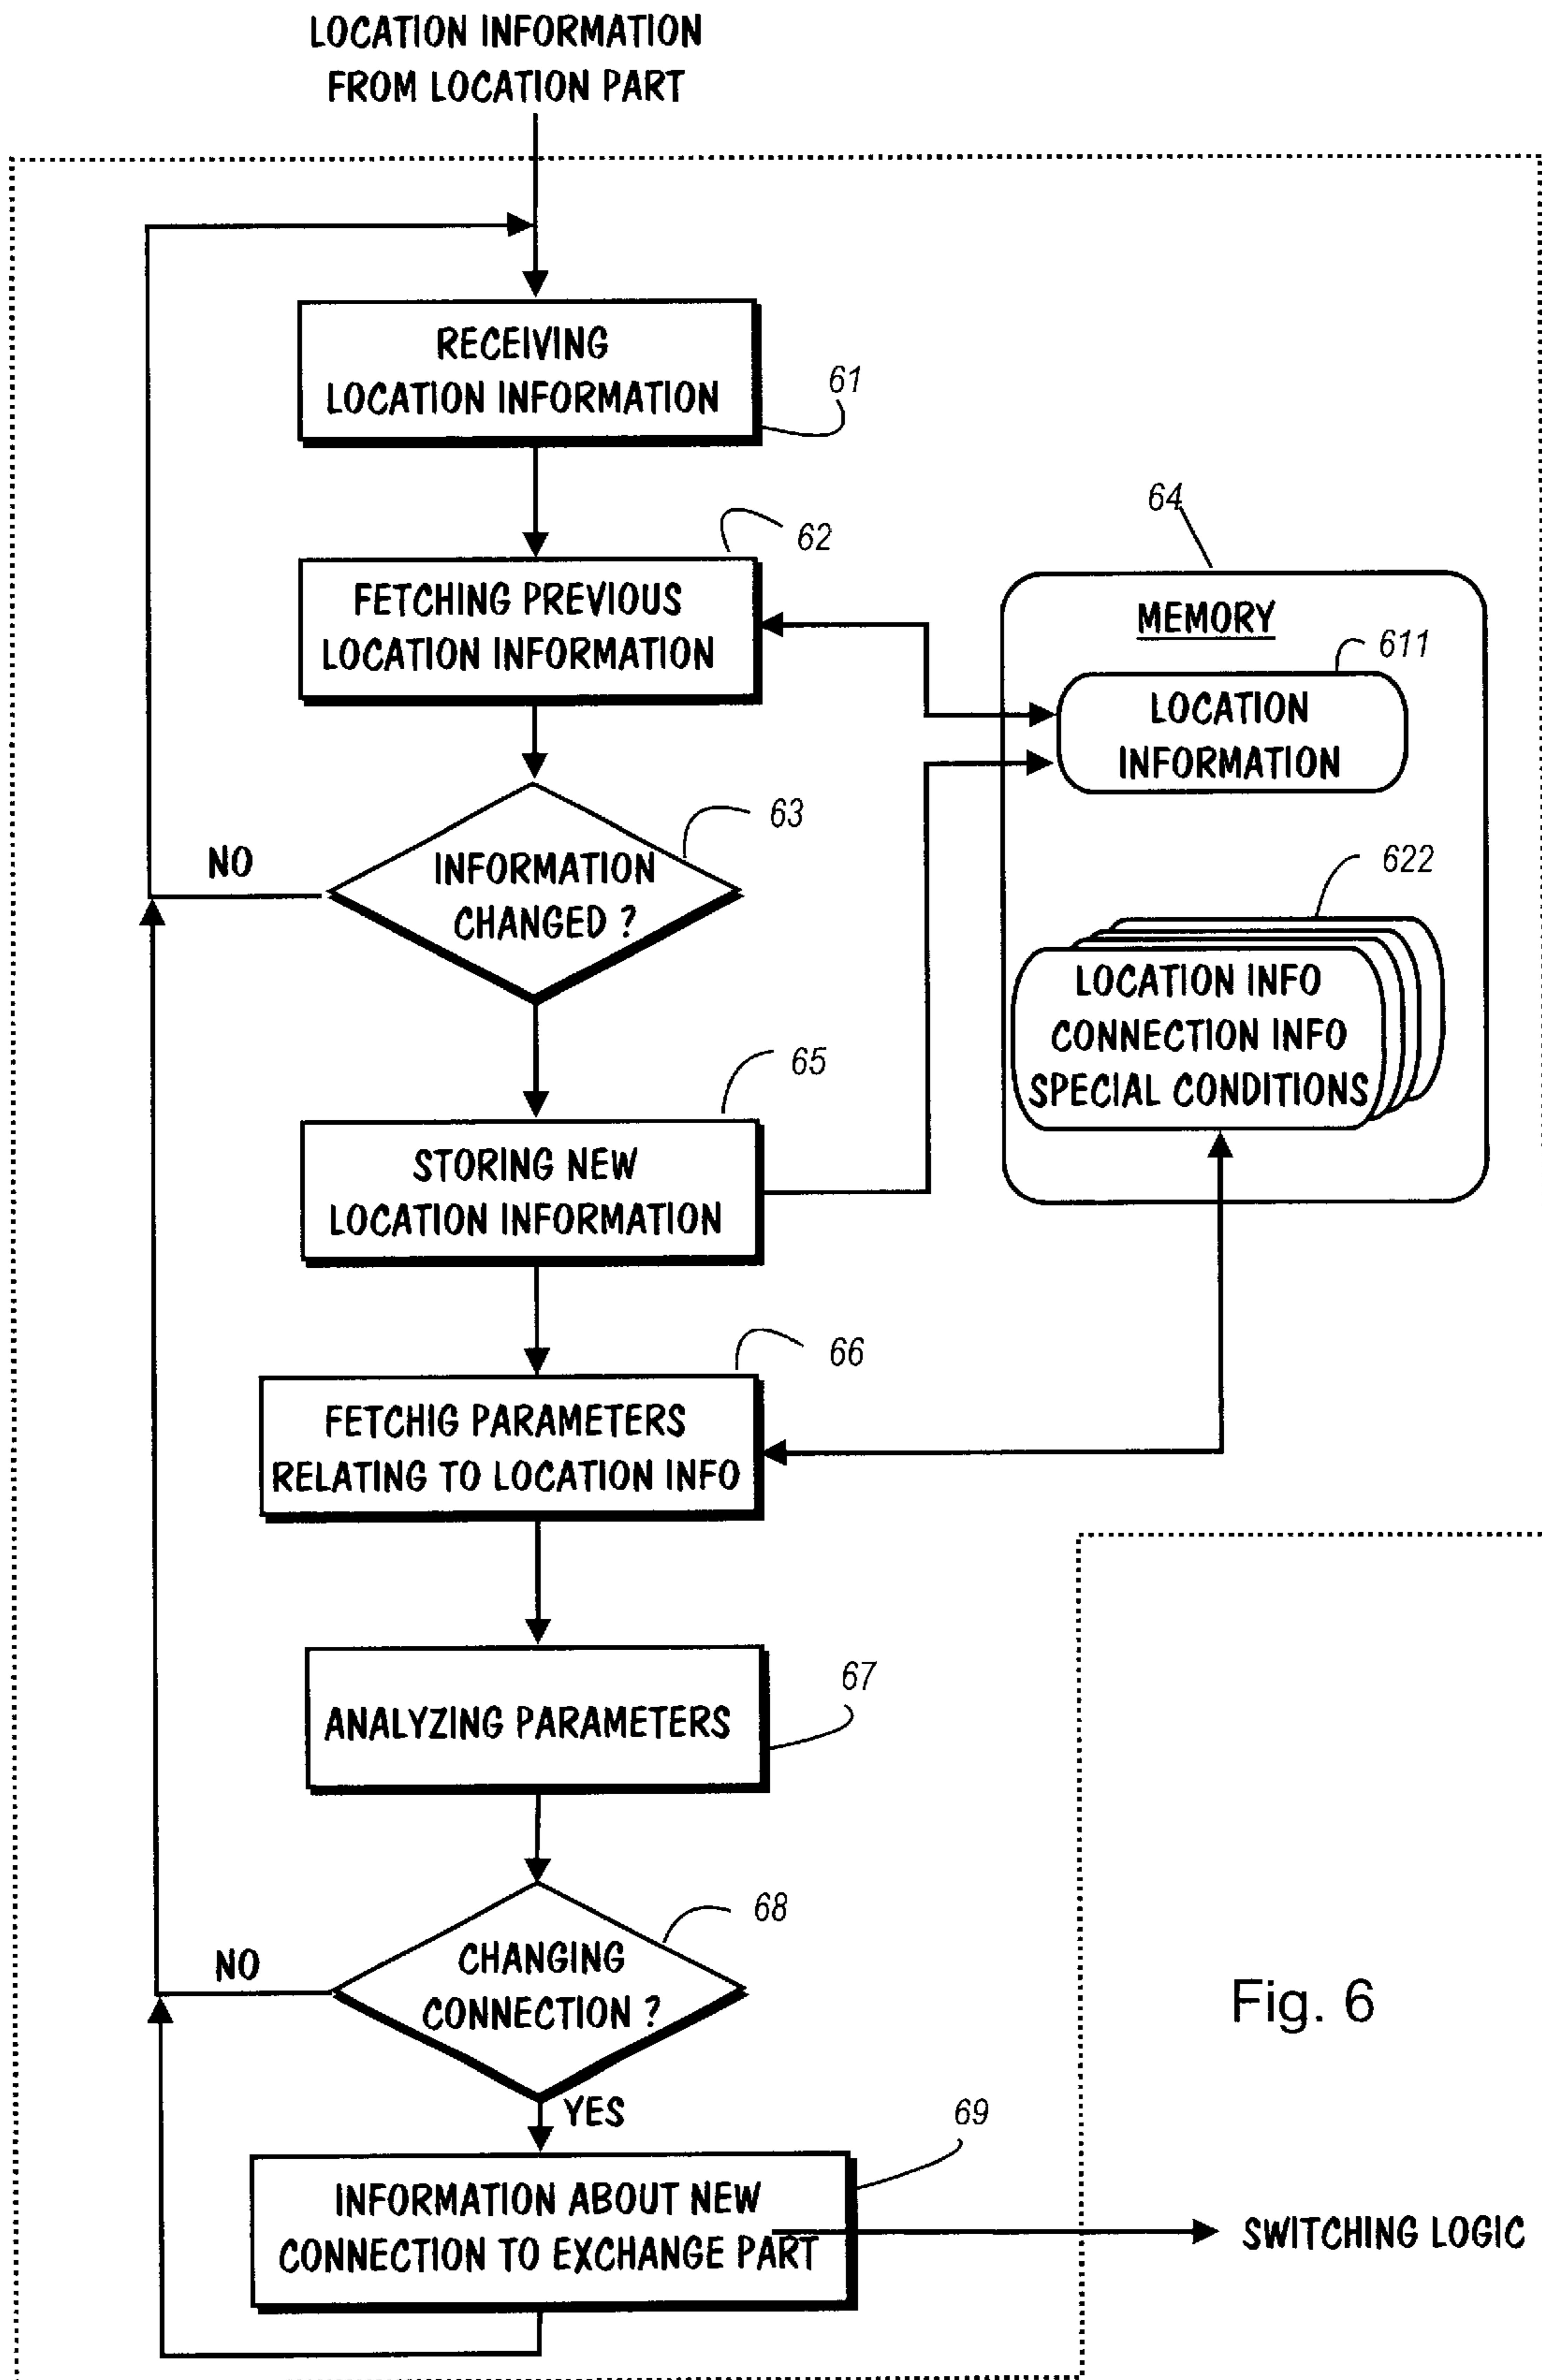 LOCATION INFORMATION
FROM LOCATION PART
RECEIVING
LOCATION INFORMATION
61
62
FETCHING PREVIOUS
LOCATION INFORMATION
64
MEMORY
611
LOCATION
INFORMATION
63
NO
INFORMATION
CHANGED ?
622
LOCATION INFO
CONNECTION INFO
SPECIAL CONDITIONS
65
STORING NEW
LOCATION INFORMATION
66
FETCHIG PARAMETERS
RELATING TO LOCATION INFO
67
ANALYZING PARAMETERS
68
NO
CHANGING
CONNECTION ?
Fig. 6
YES
69
INFORMATION ABOUT NEW
CONNECTION TO EXCHANGE PART
SWITCHING LOGIC